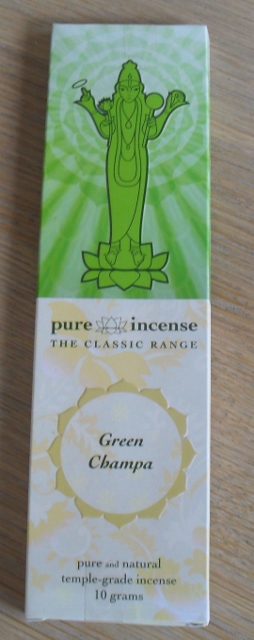 pure incense
THE CLASSIC RANGE
Green
Champa
pure and natural
temple-grade incense
10 grams